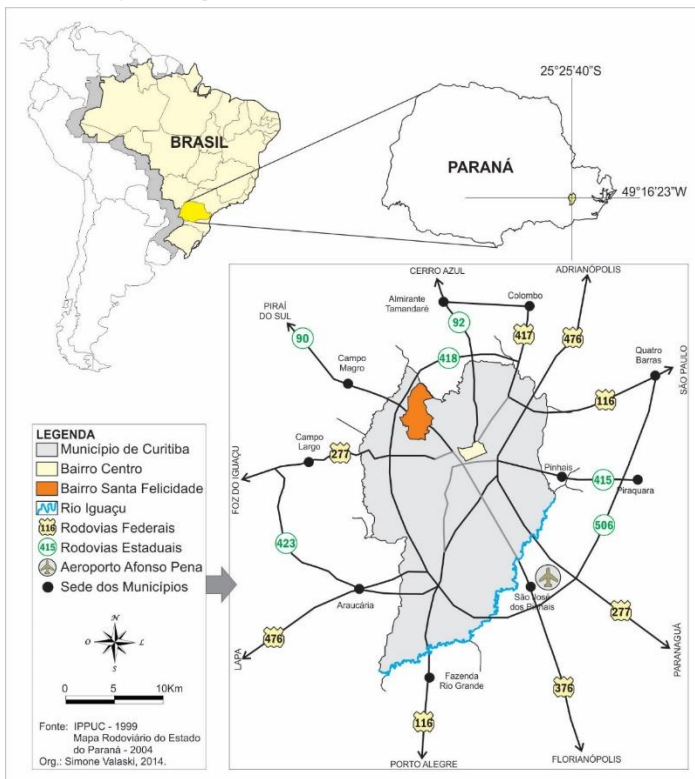 25°25'40"S
BRASIL
PARANÁ
49°16'23"W
CERRO AZUL
ADRIANÓPOLIS
PIRAÍ
DO SUL
Almirante
Tamandaré
Colombo
90
92
417
476
418
Quatro
Barras
SÃO PAULO
Campo
Magro
116
LEGENDA
Município de Curitiba
Bairro Centro
Bairro Santa Felicidade
Rio Iguaçu
116 Rodovias Federais
415 Rodovias Estaduais
Aeroporto Afonso Pena
Sede dos Municípios
N
O L
S
0 5 10Km
Fonte: IPPUC - 1999
Mapa Rodoviário do Estado
do Paraná - 2004
Org.: Simone Valaski, 2014.
Campo
Largo
277
FOZ DO IGUAÇU
Pinhais
415
Piraquara
506
423
Araucária
São José
dos Pinhais
277
476
LAPA
PARANAGUÁ
Fazenda
Rio Grande
376
116
PORTO ALEGRE
FLORIANÓPOLIS